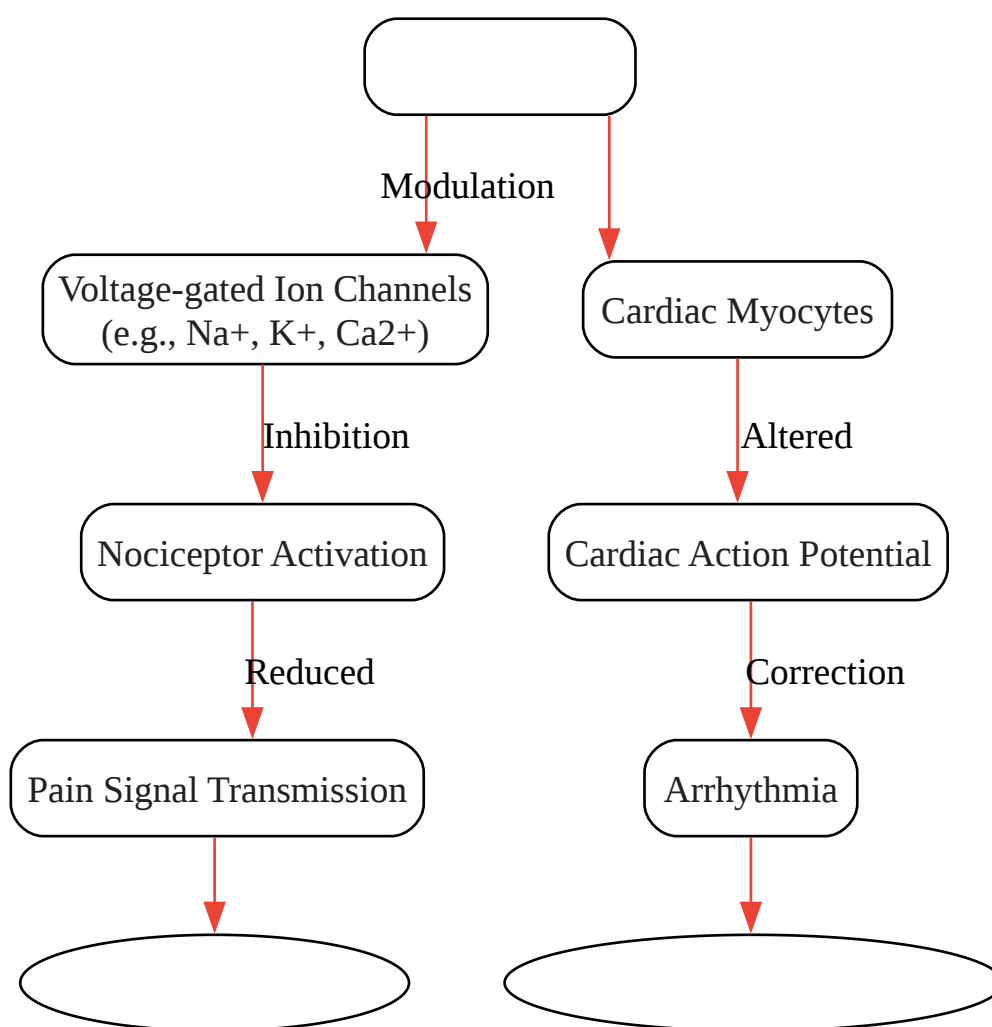 Modulation
Voltage-gated Ion Channels
(e.g., Na+, K+, Ca2+)
Cardiac Myocytes
Inhibition
Altered
Nociceptor Activation
Cardiac Action Potential
Reduced
Correction
Pain Signal Transmission
Arrhythmia